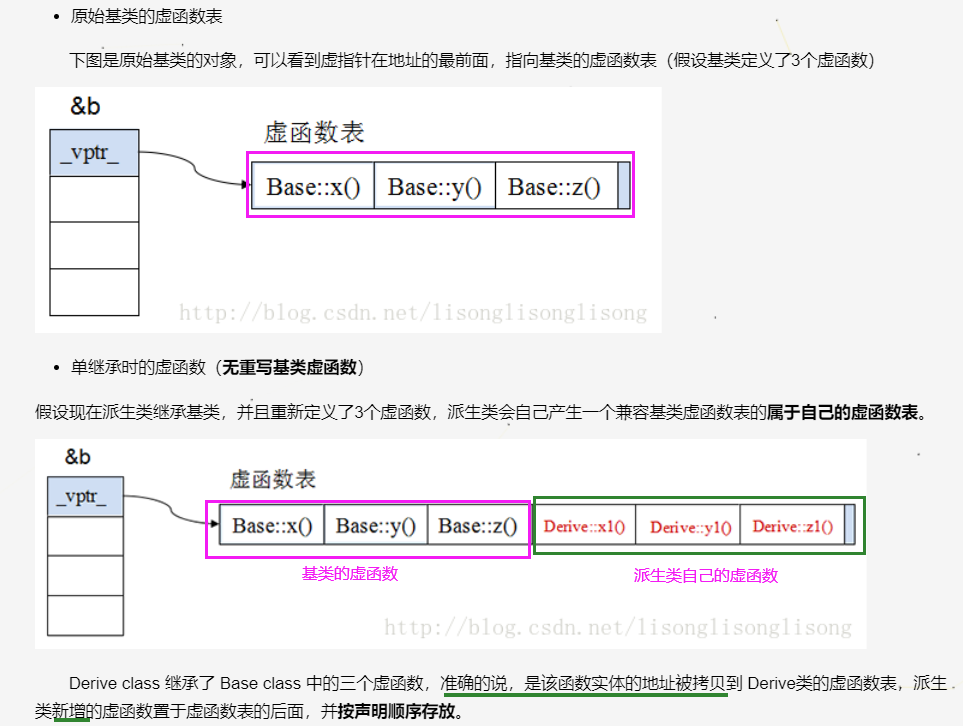 • 原始基类的虚函数表
下图是原始基类的对象，可以看到虚指针在地址的最前面，指向基类的虚函数表（假设基类定义了3个虚函数）
&b
虚函数表
_vptr_
Base::x() Base::y() Base::z()
http://blog.csdn.net/lisonglisonglisong
• 单继承时的虚函数（无重写基类虚函数）
假设现在派生类继承基类，并且重新定义了3个虚函数，派生类会自己产生一个兼容基类虚函数表的属于自己的虚函数表。
&b
虚函数表
_vptr_
Base::x() Base::y() Base::z() Derive::x1() Derive::y1() Derive::z1()
基类的虚函数 派生类自己的虚函数
http://blog.csdn.net/lisonglisonglisong
Derive class 继承了 Base class 中的三个虚函数，准确的说，是该函数实体的地址被拷贝到 Derive类的虚函数表，派生
类新增的虚函数置于虚函数表的后面，并按声明顺序存放。